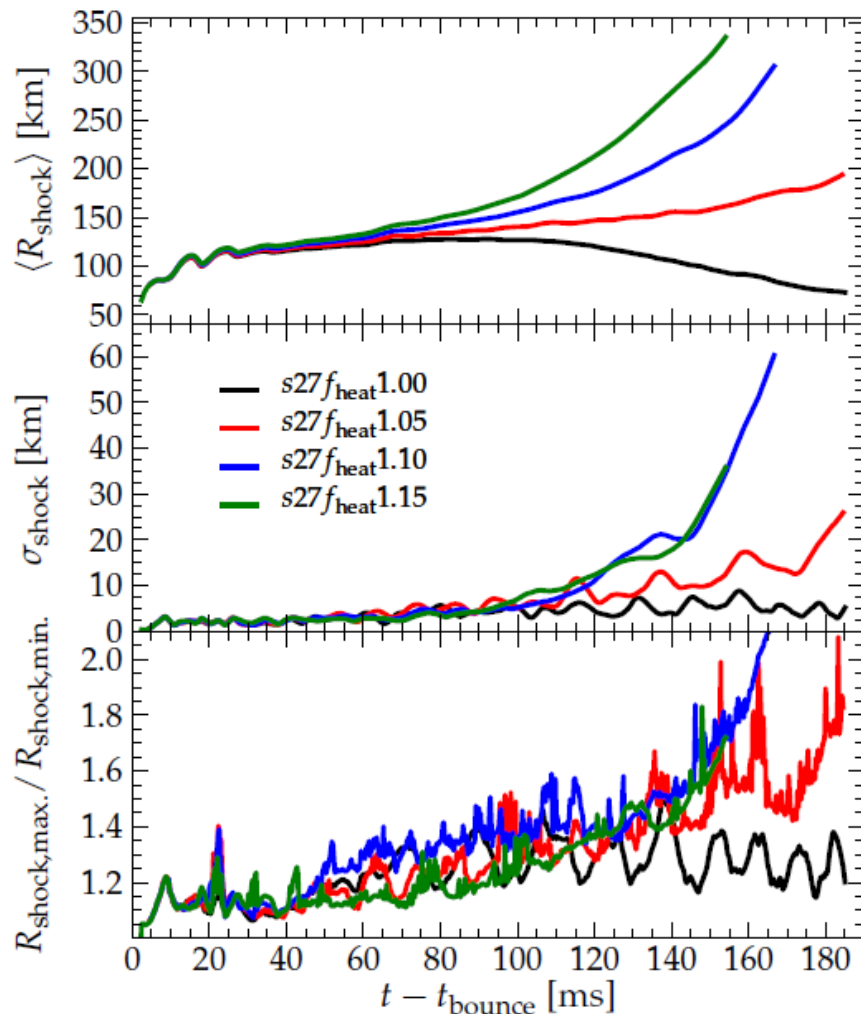 ⟨R_shock⟩ [km]
350
300
250
200
150
100
50
σ_shock [km]
60
50
40
30
20
10
0
s27f_heat1.00
s27f_heat1.05
s27f_heat1.10
s27f_heat1.15
R_shock,max. / R_shock,min.
2.0
1.8
1.6
1.4
1.2
0 20 40 60 80 100 120 140 160 180
t − t_bounce [ms]